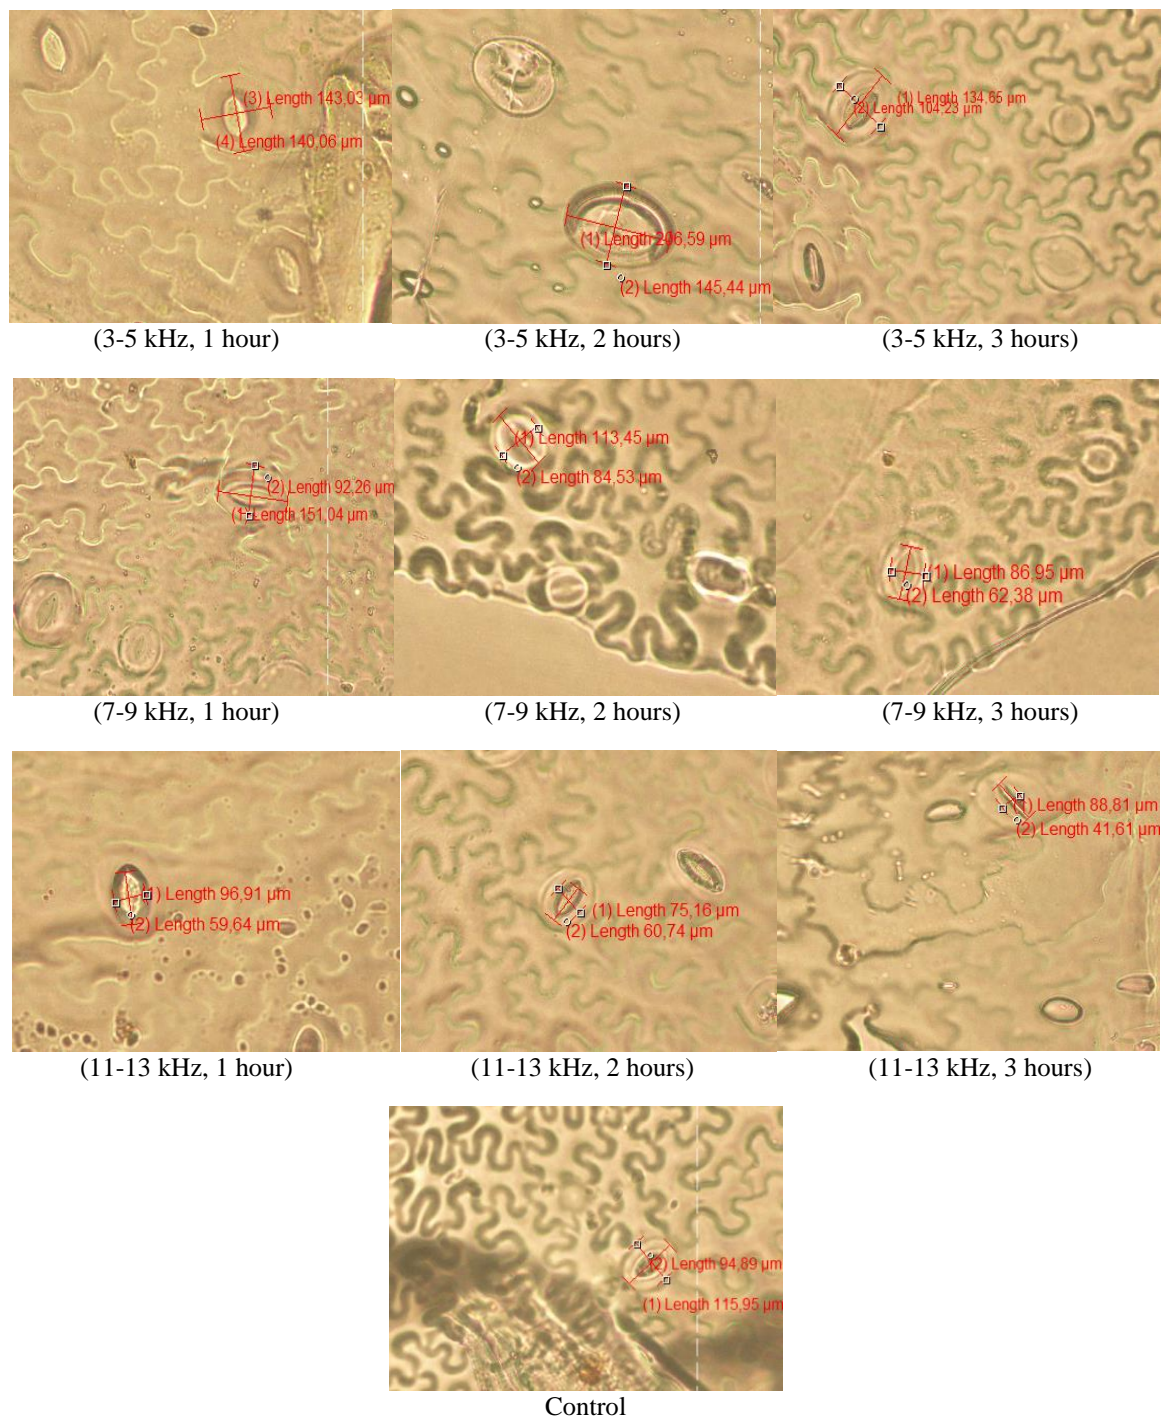 (3) Length 143,03 µm
(4) Length 140,06 µm
(1) Length 206,59 µm
(2) Length 145,44 µm
(1) Length 134,65 µm
(2) Length 104,23 µm
(3-5 kHz, 1 hour)
(3-5 kHz, 2 hours)
(3-5 kHz, 3 hours)
(2) Length 92,26 µm
(1) Length 151,04 µm
(1) Length 113,45 µm
(2) Length 84,53 µm
(1) Length 86,95 µm
(2) Length 62,38 µm
(7-9 kHz, 1 hour)
(7-9 kHz, 2 hours)
(7-9 kHz, 3 hours)
(1) Length 96,91 µm
(2) Length 59,64 µm
(1) Length 75,16 µm
(2) Length 60,74 µm
(1) Length 88,81 µm
(2) Length 41,61 µm
(11-13 kHz, 1 hour)
(11-13 kHz, 2 hours)
(11-13 kHz, 3 hours)
(2) Length 94,89 µm
(1) Length 115,95 µm
Control